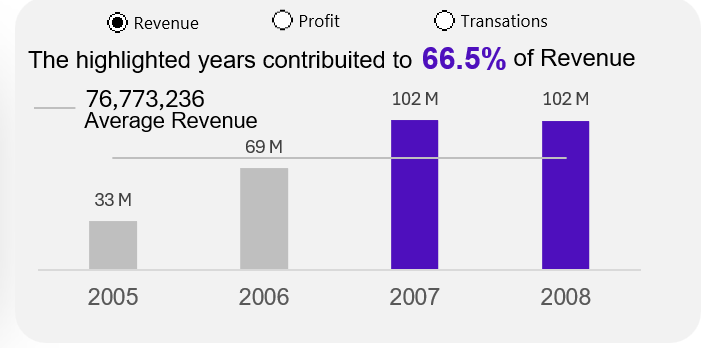 Revenue Profit Transations
The highlighted years contribuited to 66.5% of Revenue
76,773,236
Average Revenue
102 M 102 M
69 M
33 M
2005 2006 2007 2008